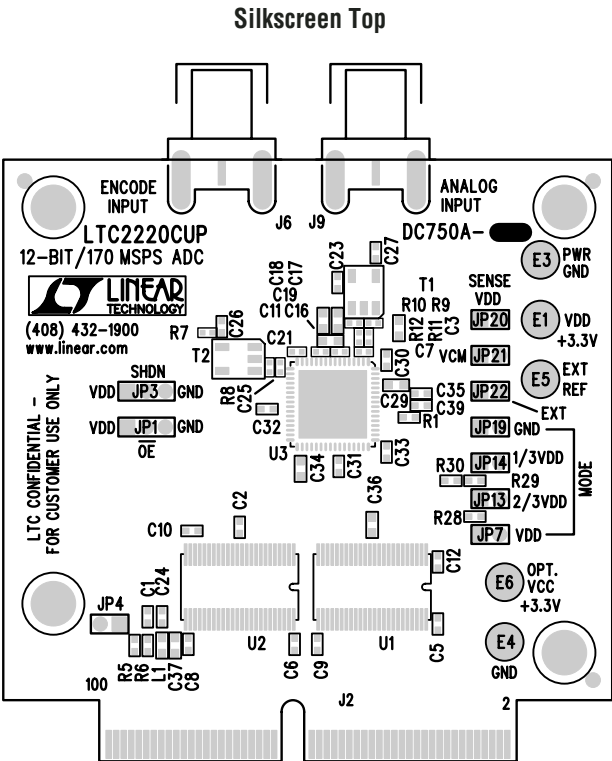 Silkscreen Top
ENCODE
INPUT
J6
J9
ANALOG
INPUT
LTC2220CUP
12-BIT/170 MSPS ADC
DC750A-
LINEAR
TECHNOLOGY
(408) 432-1900
www.linear.com
E3
PWR
GND
C27
C23
C18
C17
C19
C11
C16
T1
R10
R9
R12
R11
C3
C7
SENSE
VDD
JP20
E1
VDD
+3.3V
R7
C26
T2
C21
C30
VCM
JP21
SHDN
VDD
JP3
GND
R8
C25
C29
C35
C39
JP22
E5
EXT
REF
EXT
VDD
JP1
GND
OE
C32
U3
R1
JP19
GND
LTC CONFIDENTIAL -
FOR CUSTOMER USE ONLY
C34
C31
C33
JP14
1/3VDD
R30
R29
MODE
JP13
2/3VDD
R28
JP7
VDD
C10
C2
C36
C12
E6
OPT.
VCC
+3.3V
JP4
C1
C24
C5
E4
GND
R5
R6
L1
C37
C8
U2
C6
C9
U1
100
J2
2